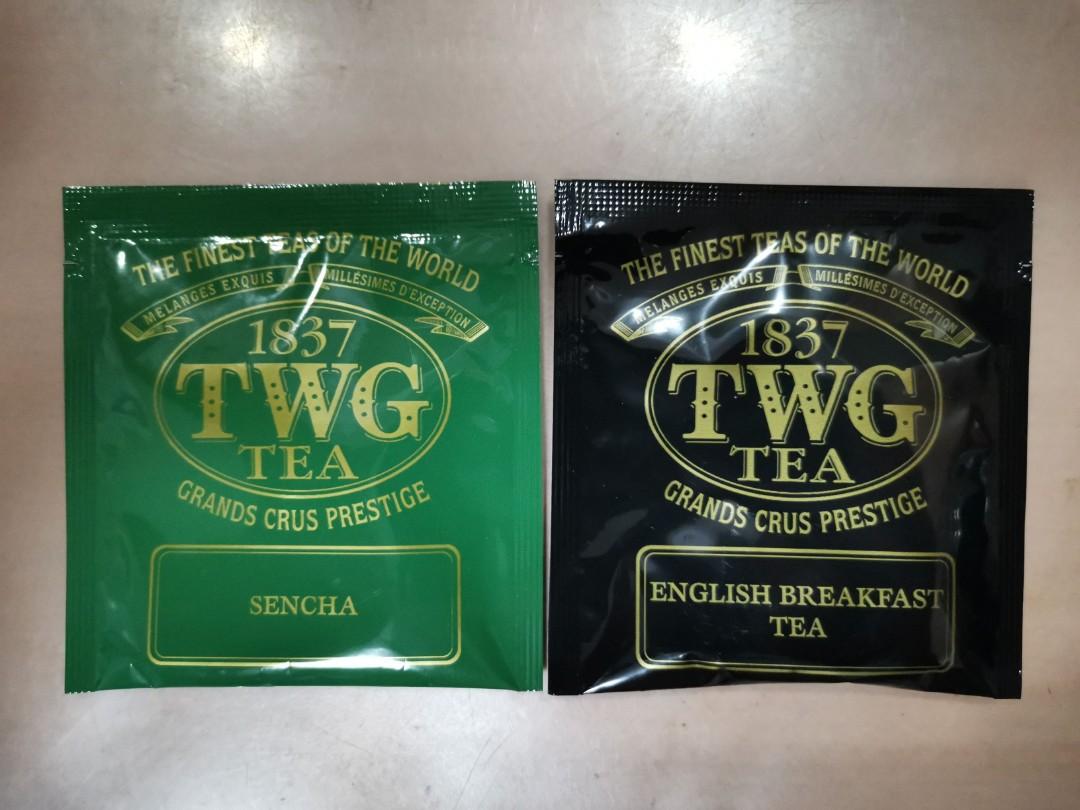 THE FINEST TEAS OF THE WORLD
MÉLANGES EXQUIS MILLÉSIMES D'EXCEPTION
1837
TWG
TEA
GRANDS CRUS PRESTIGE
SENCHA
THE FINEST TEAS OF THE WORLD
MÉLANGES EXQUIS MILLÉSIMES D'EXCEPTION
1837
TWG
TEA
GRANDS CRUS PRESTIGE
ENGLISH BREAKFAST
TEA